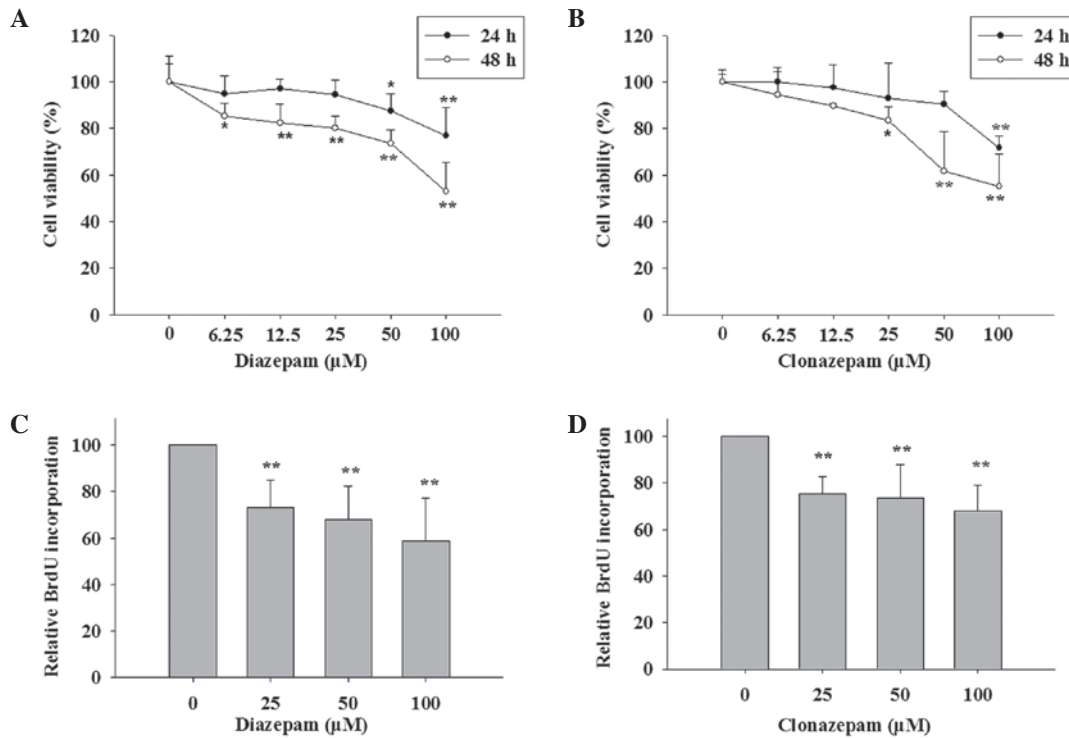 A
120
100
80
60
40
20
0
Cell viability (%)
24 h
48 h
*
**
*
**
**
**
**
0 6.25 12.5 25 50 100
Diazepam (µM)
B
120
100
80
60
40
20
0
Cell viability (%)
24 h
48 h
**
*
**
**
0 6.25 12.5 25 50 100
Clonazepam (µM)
C
100
80
60
40
20
0
Relative BrdU incorporation
** ** **
0 25 50 100
Diazepam (µM)
D
100
80
60
40
20
0
Relative BrdU incorporation
** ** **
0 25 50 100
Clonazepam (µM)